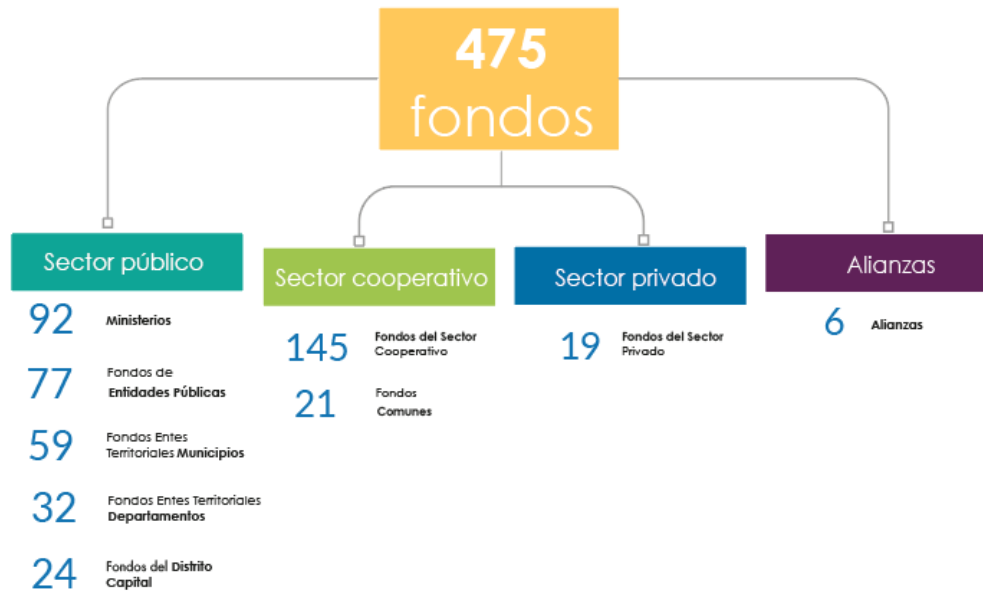 475
fondos
Sector público
92 Ministerios
77 Fondos de
Entidades Públicas
59 Fondos Entes
Territoriales Municipios
32 Fondos Entes Territoriales
Departamentos
24 Fondos del Distrito
Capital
Sector cooperativo
145 Fondos del Sector
Cooperativo
21 Fondos
Comunes
Sector privado
19 Fondos del Sector
Privado
Alianzas
6 Alianzas